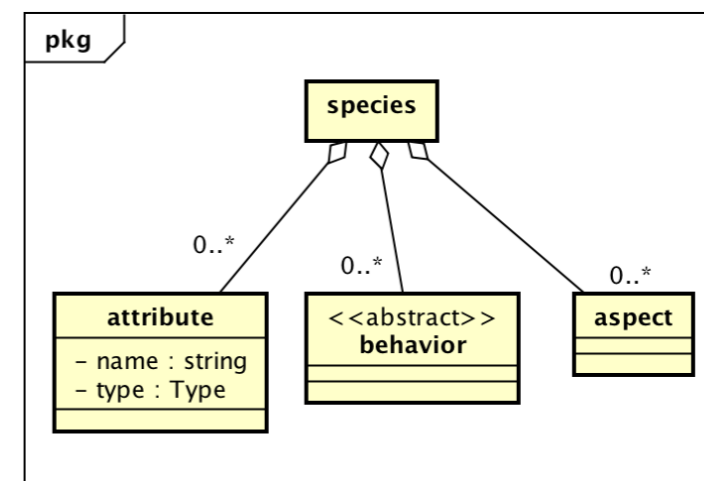 pkg
species
0..*
0..*
0..*
attribute
- name : string
- type : Type
<<abstract>>
behavior
aspect